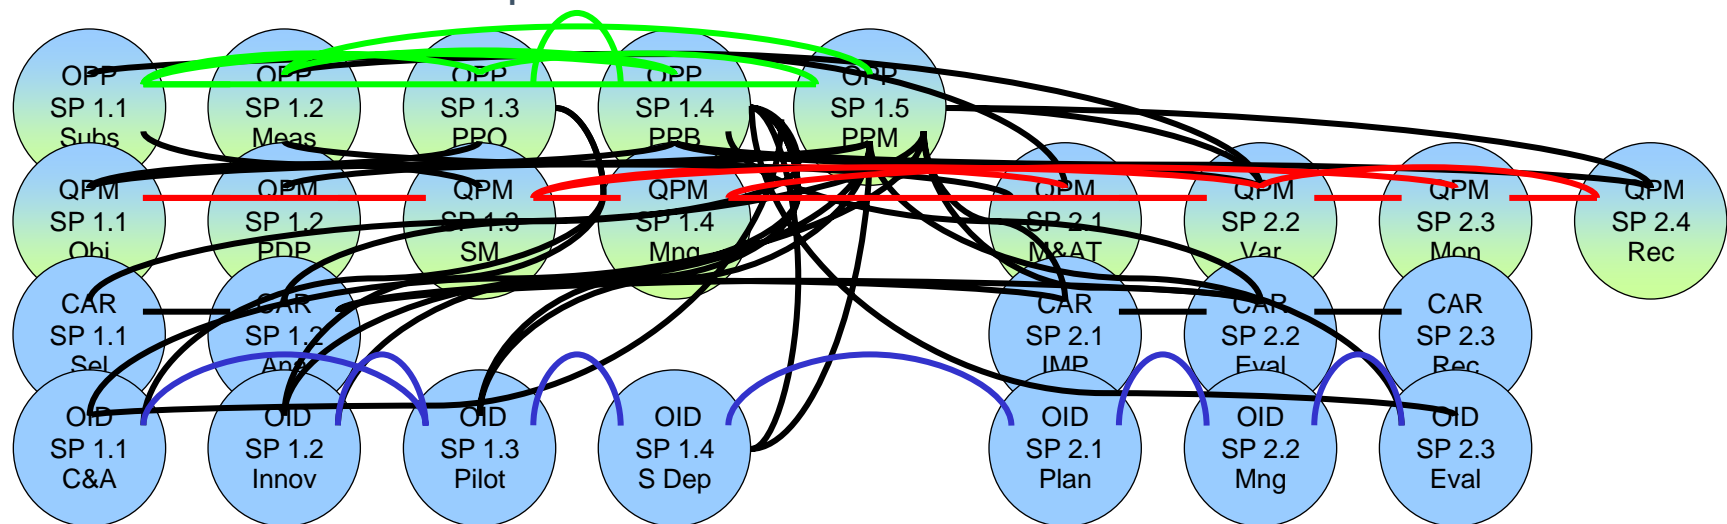 OPP
SP 1.1
Subs
OPP
SP 1.2
Meas
OPP
SP 1.3
PPO
OPP
SP 1.4
PPB
OPP
SP 1.5
PPM
QPM
SP 1.1
Obj
QPM
SP 1.2
PDP
QPM
SP 1.3
SM
QPM
SP 1.4
Mng
QPM
SP 2.1
M&AT
QPM
SP 2.2
Var
QPM
SP 2.3
Mon
QPM
SP 2.4
Rec
CAR
SP 1.1
Sel
CAR
SP 1.2
Ana
CAR
SP 2.1
IMP
CAR
SP 2.2
Eval
CAR
SP 2.3
Rec
OID
SP 1.1
C&A
OID
SP 1.2
Innov
OID
SP 1.3
Pilot
OID
SP 1.4
S Dep
OID
SP 2.1
Plan
OID
SP 2.2
Mng
OID
SP 2.3
Eval